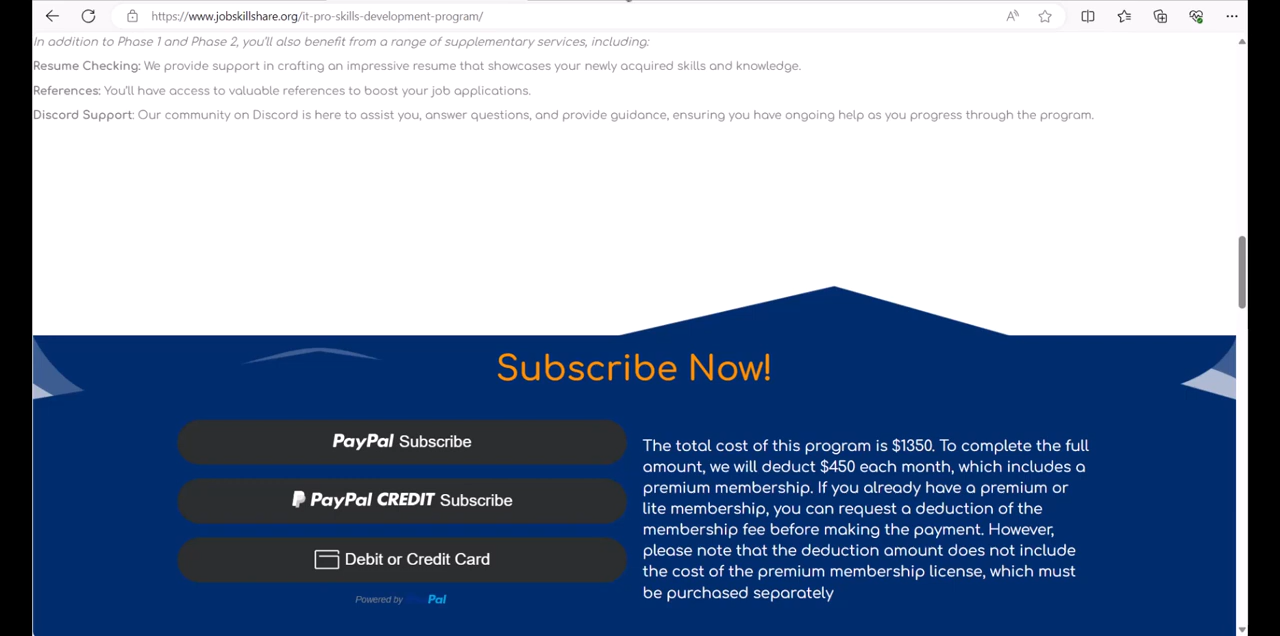 https://www.jobskillshare.org/it-pro-skills-development-program/
In addition to Phase 1 and Phase 2, you'll also benefit from a range of supplementary services, including:
Resume Checking: We provide support in crafting an impressive resume that showcases your newly acquired skills and knowledge.
References: You'll have access to valuable references to boost your job applications.
Discord Support: Our community on Discord is here to assist you, answer questions, and provide guidance, ensuring you have ongoing help as you progress through the program.
Subscribe Now!
PayPal Subscribe
PayPal CREDIT Subscribe
Debit or Credit Card
Powered by PayPal
The total cost of this program is $1350. To complete the full
amount, we will deduct $450 each month, which includes a
premium membership. If you already have a premium or
lite membership, you can request a deduction of the
membership fee before making the payment. However,
please note that the deduction amount does not include
the cost of the premium membership license, which must
be purchased separately